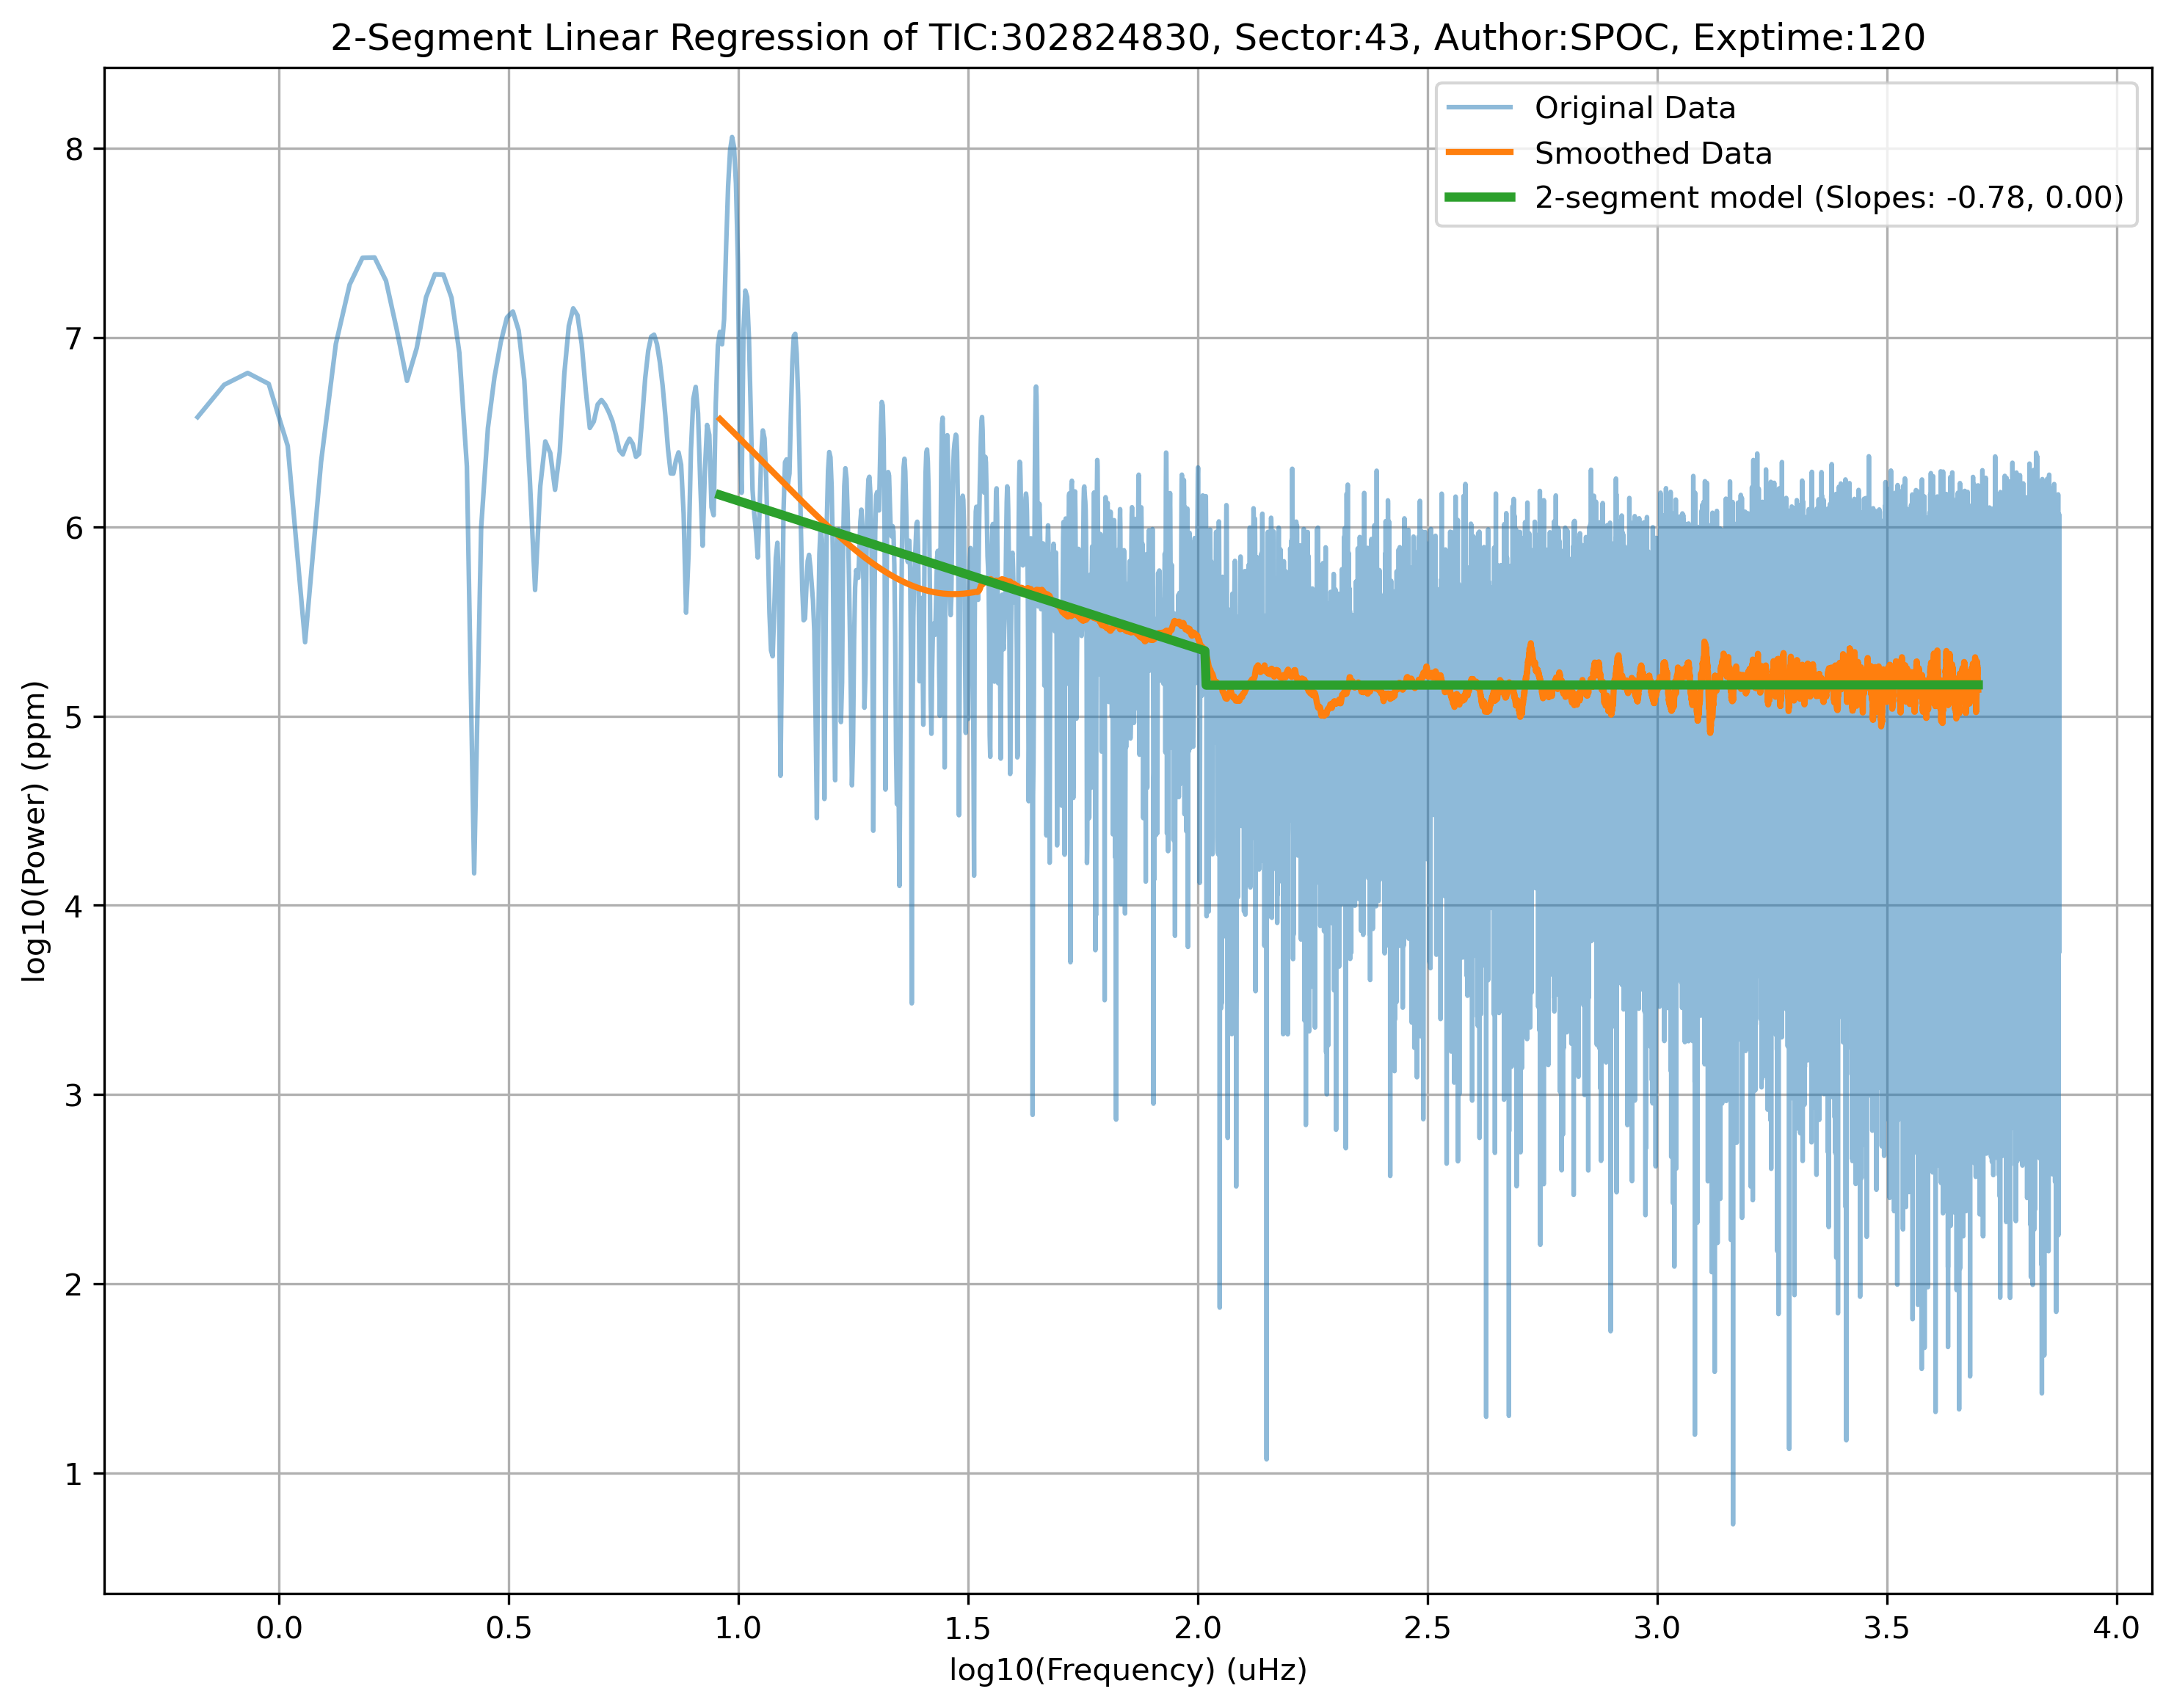 2-Segment Linear Regression of TIC:302824830, Sector:43, Author:SPOC, Exptime:120
Original Data
Smoothed Data
2-segment model (Slopes: -0.78, 0.00)
log10(Power) (ppm)
8
7
6
5
4
3
2
1
0.0 0.5 1.0 1.5 2.0 2.5 3.0 3.5 4.0
log10(Frequency) (uHz)